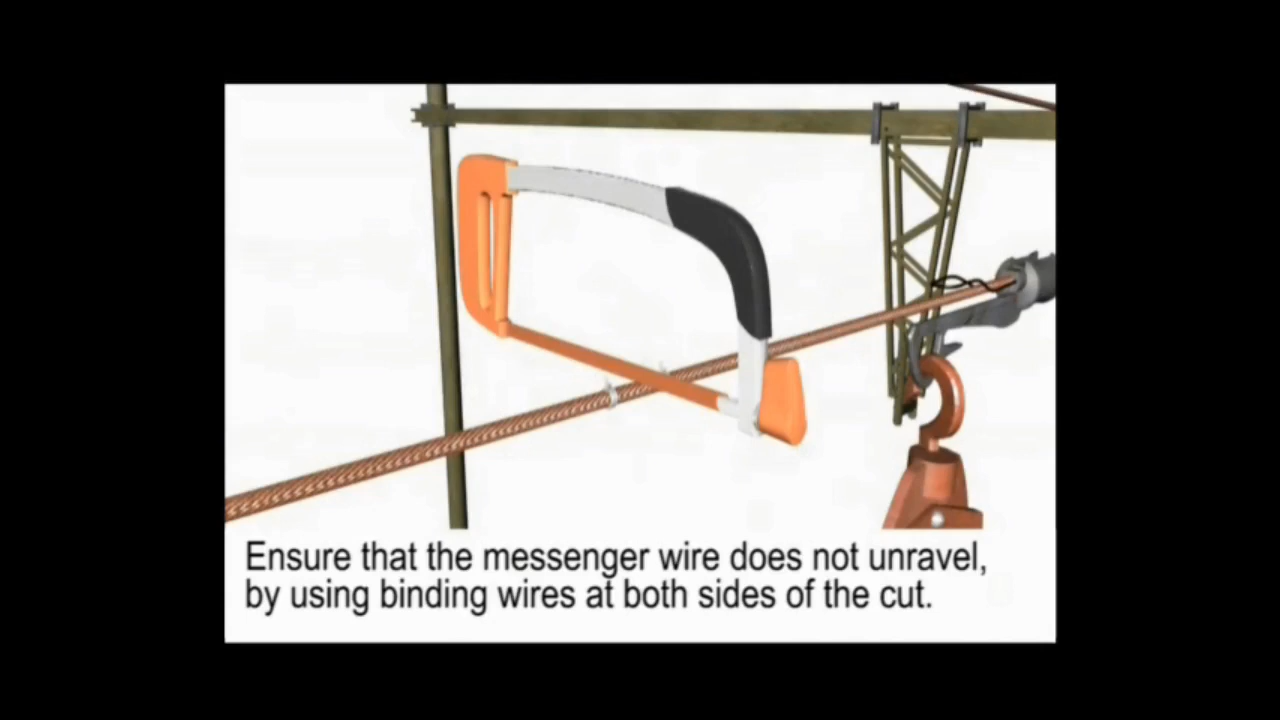 Ensure that the messenger wire does not unravel,
by using binding wires at both sides of the cut.